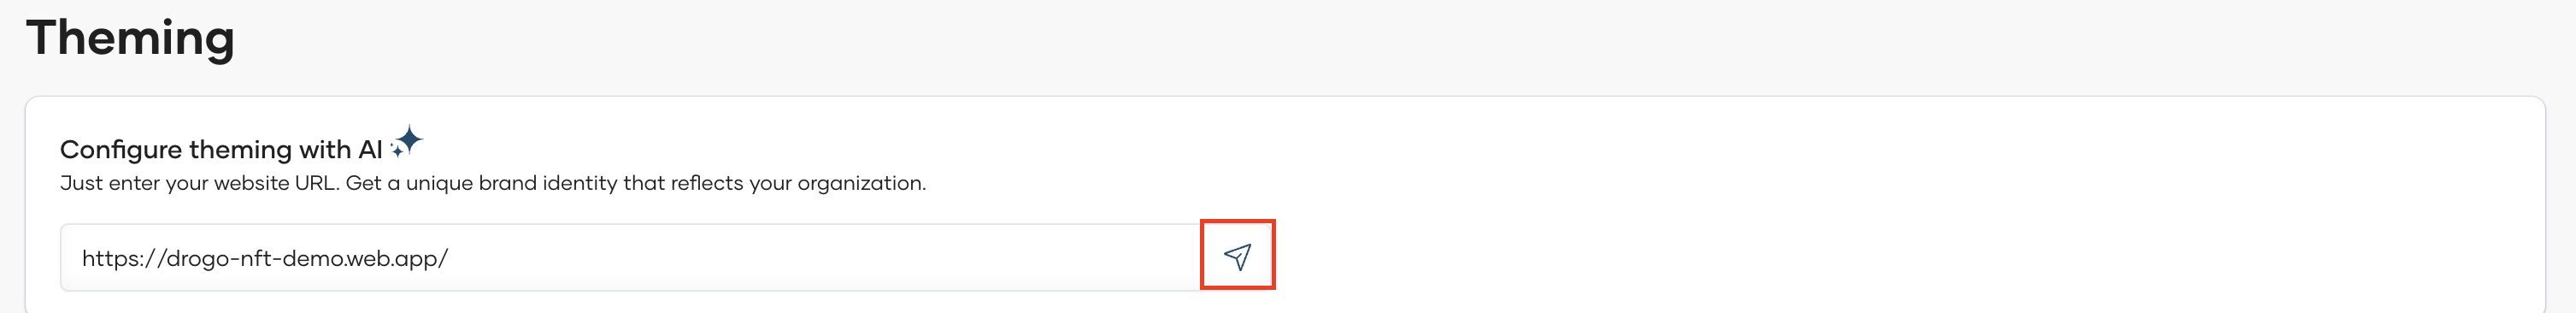 Theming
Configure theming with AI
Just enter your website URL. Get a unique brand identity that reflects your organization.
https://drogo-nft-demo.web.app/